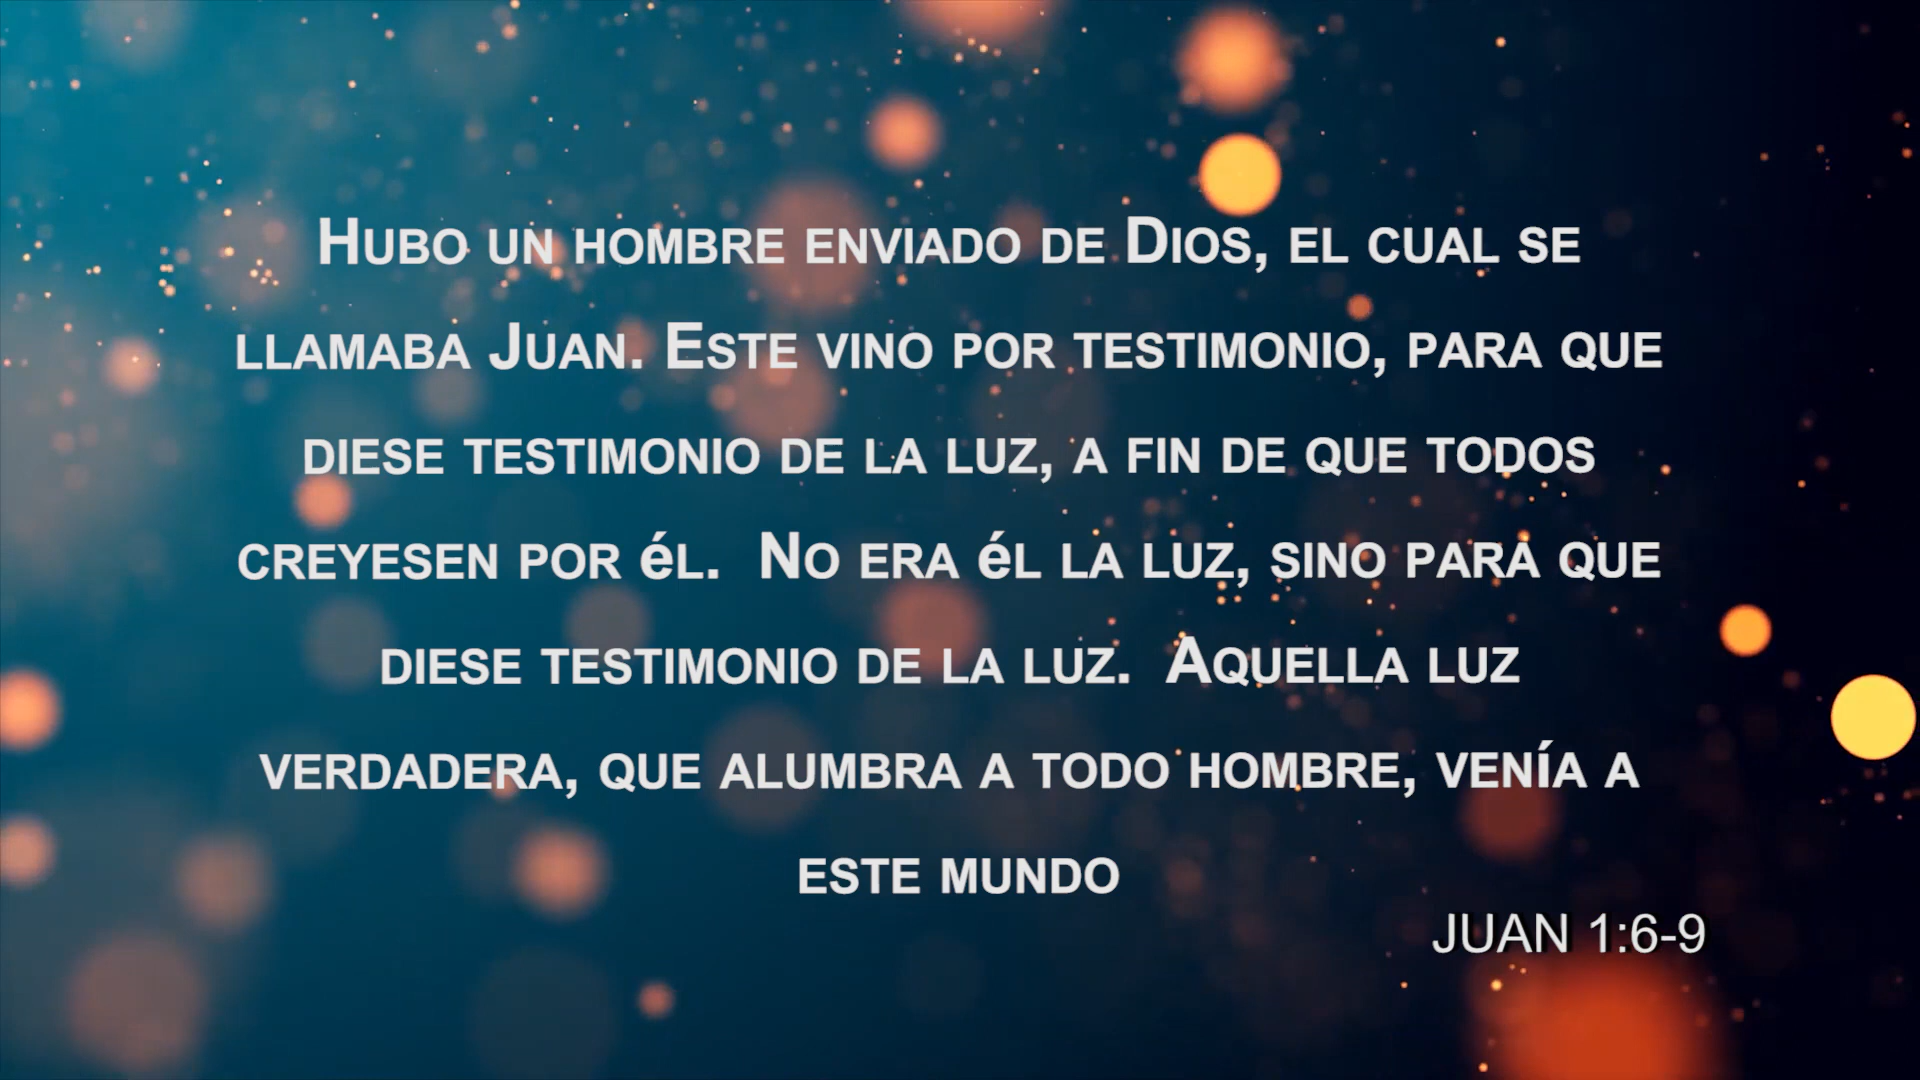 Hubo un hombre enviado de Dios, el cual se
llamaba Juan. Este vino por testimonio, para que
diese testimonio de la luz, a fin de que todos
creyesen por él.  No era él la luz, sino para que
diese testimonio de la luz.  Aquella luz
verdadera, que alumbra a todo hombre, venía a
este mundo
JUAN 1:6-9